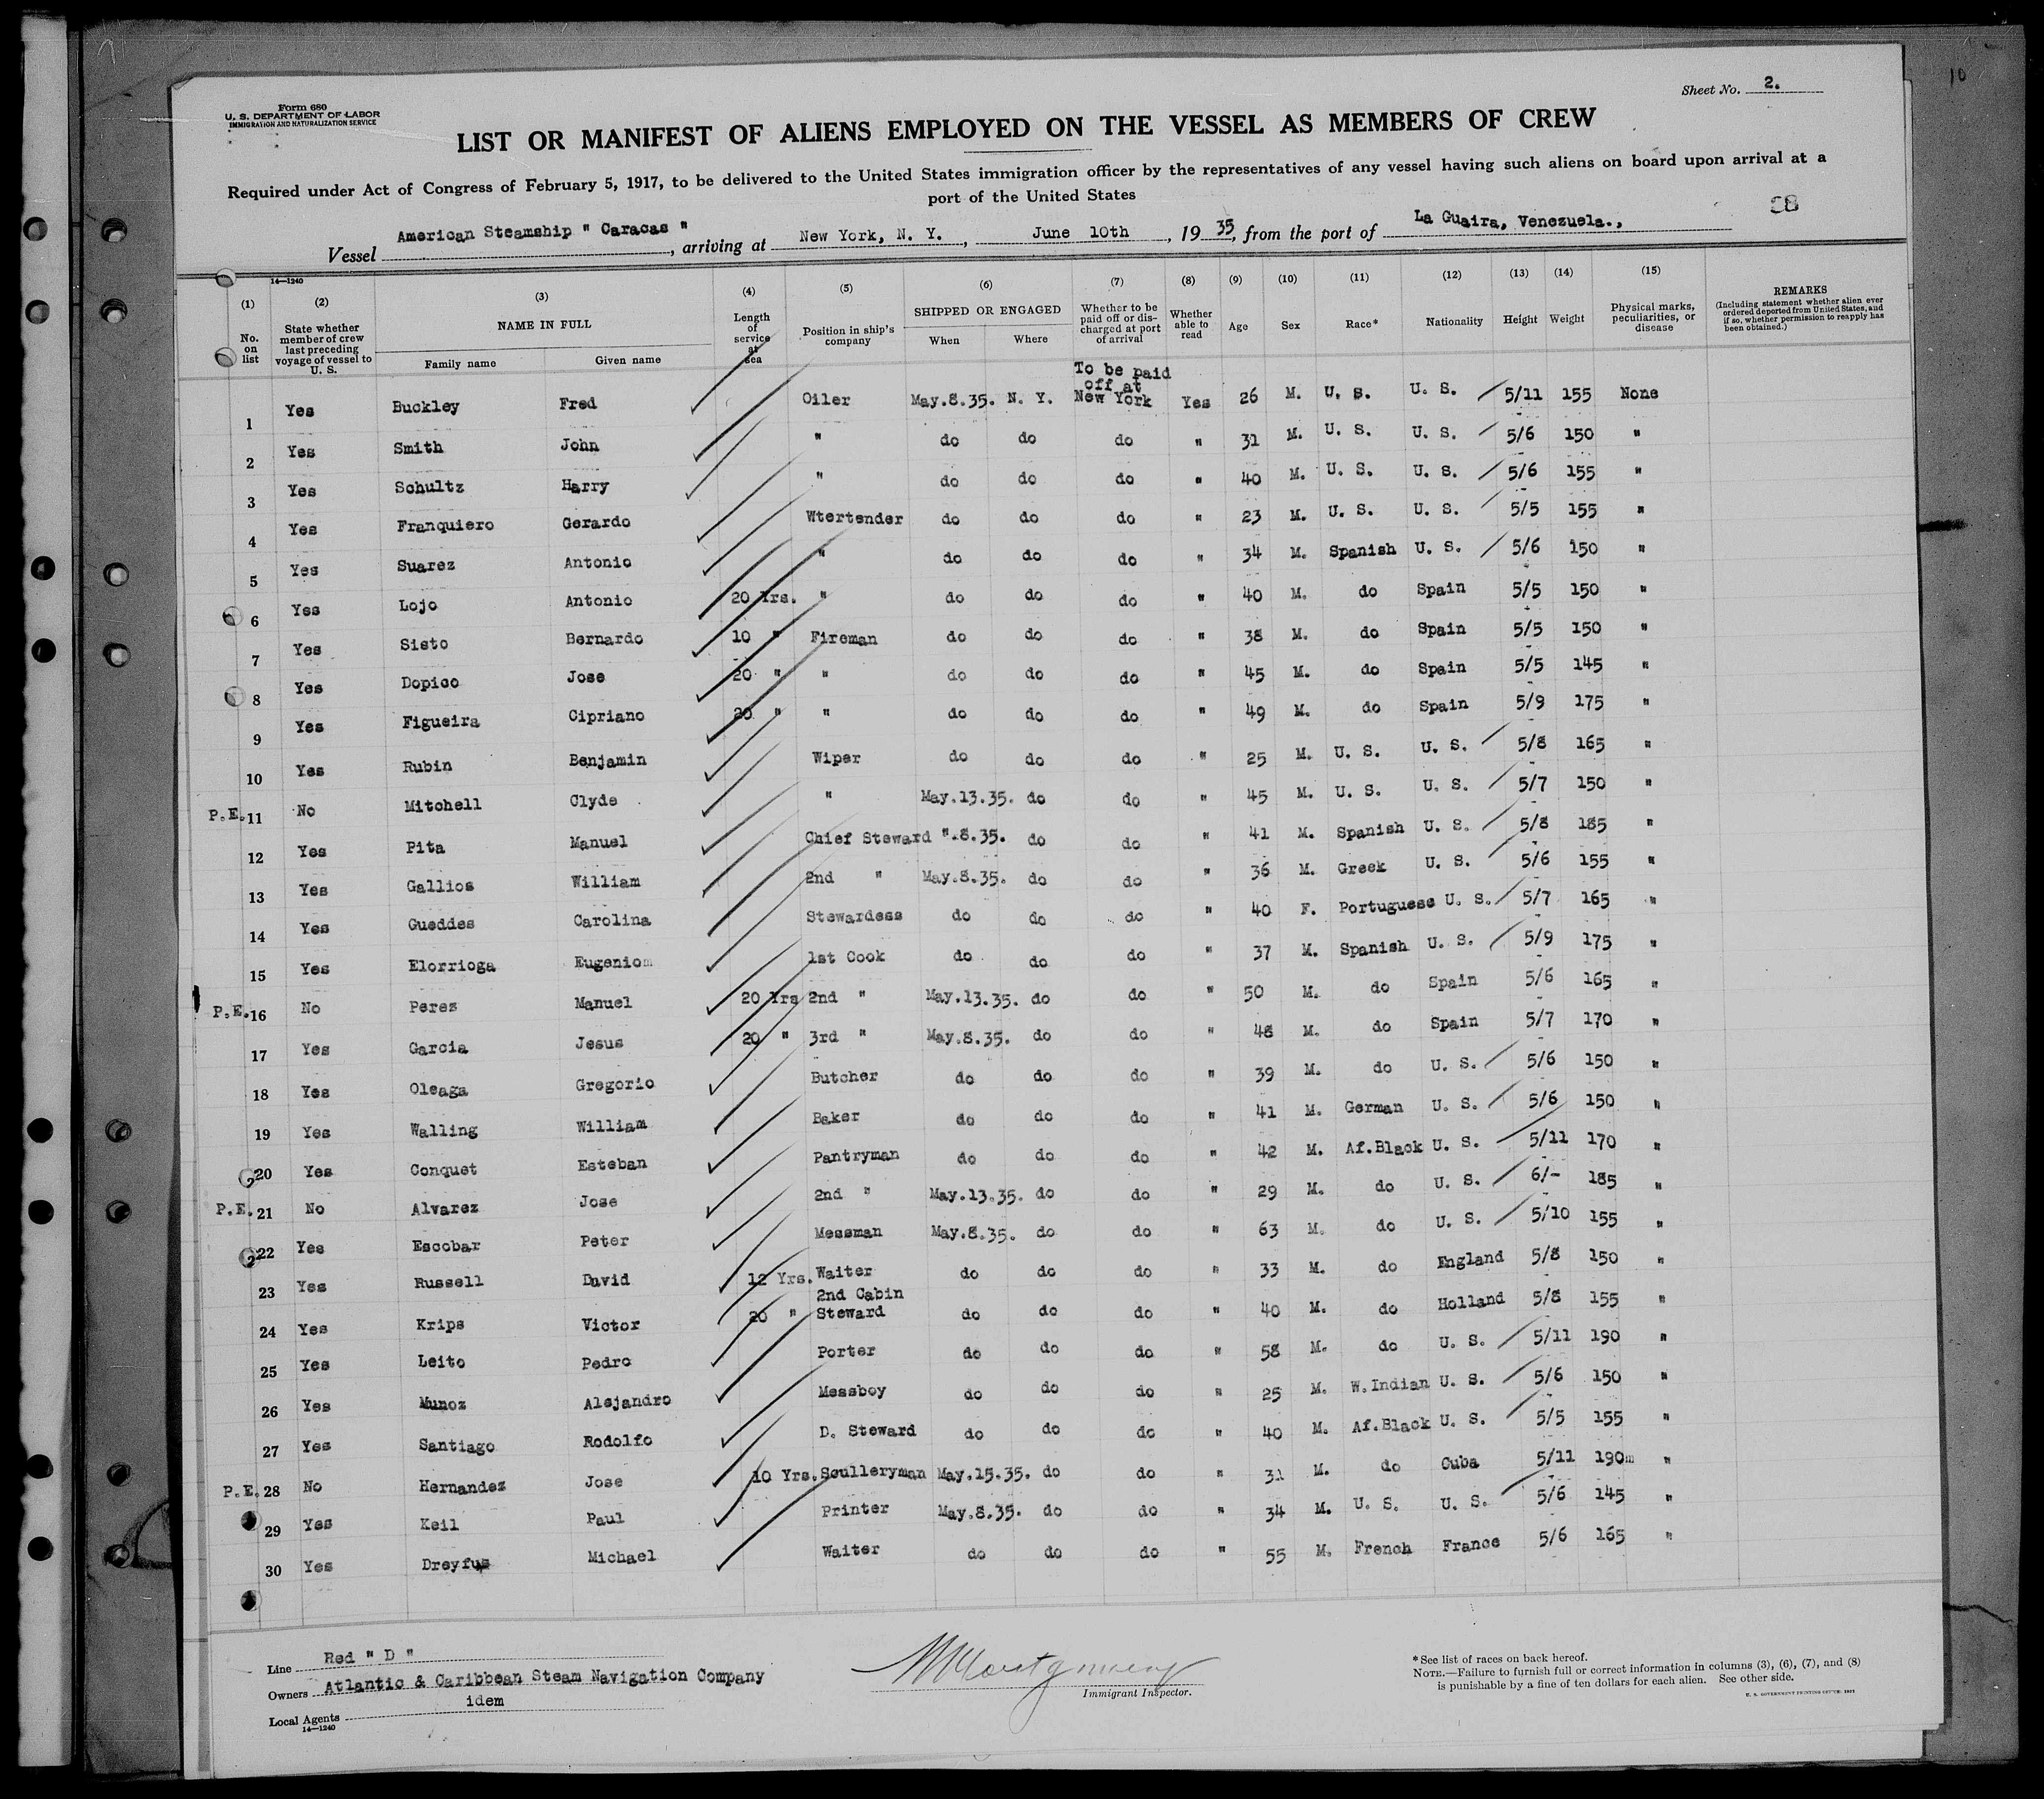 10
Sheet No. 2.
Form 680
U. S. DEPARTMENT OF LABOR
IMMIGRATION AND NATURALIZATION SERVICE
LIST OR MANIFEST OF ALIENS EMPLOYED ON THE VESSEL AS MEMBERS OF CREW
Required under Act of Congress of February 5, 1917, to be delivered to the United States immigration officer by the representatives of any vessel having such aliens on board upon arrival at a
port of the United States
Vessel American Steamship " Caracas ", arriving at New York, N. Y., June 10th, 1935, from the port of La Guaira, Venezuela.,
14—1240
(1) No. on list
(2) State whether member of crew last preceding voyage of vessel to U. S.
(3) NAME IN FULL Family name Given name
(4) Length of service at sea
(5) Position in ship's company
(6) SHIPPED OR ENGAGED When Where
(7) Whether to be paid off or discharged at port of arrival
(8) Whether able to read
(9) Age
(10) Sex
(11) Race*
(12) Nationality
(13) Height
(14) Weight
(15) Physical marks, peculiarities, or disease
REMARKS (Including statement whether alien ever ordered deported from United States, and if so, whether permission to reapply has been obtained.)
1 Yes Buckley Fred Oiler May.8.35. N. Y. To be paid off at New York Yes 26 M. U. S. U. S. 5/11 155 None
2 Yes Smith John " do do do " 31 M. U. S. U. S. 5/6 150 "
3 Yes Schultz Harry " do do do " 40 M. U. S. U. S. 5/6 155 "
4 Yes Franquiero Gerardo Wtertender do do do " 23 M. U. S. U. S. 5/5 155 "
5 Yes Suarez Antonio " do do do " 34 M. Spanish U. S. 5/6 150 "
6 Yes Lojo Antonio 20 Yrs. " do do do " 40 M. do Spain 5/5 150 "
7 Yes Sisto Bernardo 10 " Fireman do do do " 38 M. do Spain 5/5 150 "
8 Yes Dopico Jose 20 " " do do do " 45 M. do Spain 5/5 145 "
9 Yes Figueira Cipriano 20 " " do do do " 49 M. do Spain 5/9 175 "
10 Yes Rubin Benjamin Wiper do do do " 25 M. U. S. U. S. 5/8 165 "
P.E. 11 No Mitchell Clyde " May.13.35. do do " 45 M. U. S. U. S. 5/7 150 "
12 Yes Pita Manuel Chief Steward ".8.35. do do " 41 M. Spanish U. S. 5/8 185 "
13 Yes Gallios William 2nd " May.8.35. do do " 36 M. Greek U. S. 5/6 155 "
14 Yes Gueddes Carolina Stewardess do do do " 40 F. Portuguese U. S. 5/7 165 "
15 Yes Elorrioga Eugeniom 1st Cook do do do " 37 M. Spanish U. S. 5/9 175 "
P.E. 16 No Perez Manuel 20 Yrs 2nd " May.13.35. do do " 50 M. do Spain 5/6 165 "
17 Yes Garcia Jesus 20 " 3rd " May.8.35. do do " 48 M. do Spain 5/7 170 "
18 Yes Oleaga Gregorio Butcher do do do " 39 M. do U. S. 5/6 150 "
19 Yes Walling William Baker do do do " 41 M. German U. S. 5/6 150 "
20 Yes Conquet Esteban Pantryman do do do " 42 M. Af.Black U. S. 5/11 170 "
P.E. 21 No Alvarez Jose 2nd " May.13.35. do do " 29 M. do U. S. 6/- 185 "
22 Yes Escobar Peter Messman May.8.35. do do " 63 M. do U. S. 5/10 155 "
23 Yes Russell David 12 Yrs. Waiter do do do " 33 M. do England 5/8 150 "
24 Yes Krips Victor 20 " 2nd Cabin Steward do do do " 40 M. do Holland 5/8 155 "
25 Yes Leito Pedro Porter do do do " 58 M. do U. S. 5/11 190 "
26 Yes Munoz Alejandro Messboy do do do " 25 M. W.Indian U. S. 5/6 150 "
27 Yes Santiago Rodolfo D. Steward do do do " 40 M. Af.Black U. S. 5/5 155 "
P.E. 28 No Hernandez Jose 10 Yrs. Sculleryman May.15.35. do do " 31 M. do Cuba 5/11 190m "
29 Yes Keil Paul Printer May.8.35. do do " 34 M. U. S. U. S. 5/6 145 "
30 Yes Dreyfus Michael Waiter do do do " 55 M. French France 5/6 165 "
Line Red " D "
Owners Atlantic & Caribbean Steam Navigation Company
Local Agents idem
14—1240
Montgomery
Immigrant Inspector.
*See list of races on back hereof.
NOTE.—Failure to furnish full or correct information in columns (3), (6), (7), and (8)
is punishable by a fine of ten dollars for each alien. See other side.